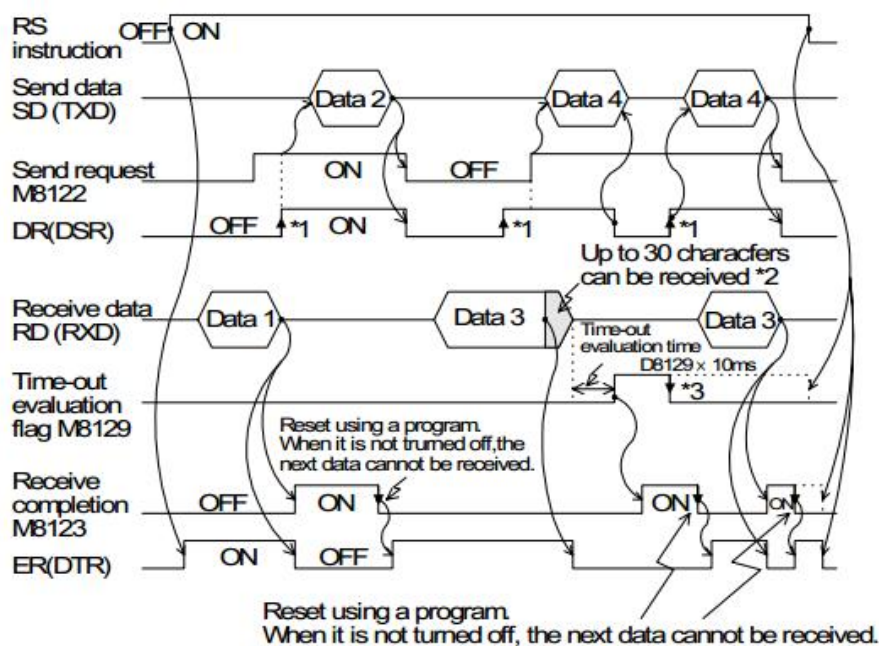 RS
instruction
OFF
ON
Send data
SD (TXD)
Data 2
Data 4
Data 4
Send request
M8122
ON
OFF
DR(DSR)
OFF
*1
ON
*1
*1
Up to 30 characfers
can be received *2
Receive data
RD (RXD)
Data 1
Data 3
Data 3
Time-out
evaluation time
D8129 × 10ms
Time-out
evaluation
flag M8129
*3
Reset using a program.
When it is not trurned off,the
next data cannot be received.
Receive
completion
M8123
OFF
ON
ON
ON
ER(DTR)
ON
OFF
Reset using a program.
When it is not turned off, the next data cannot be received.